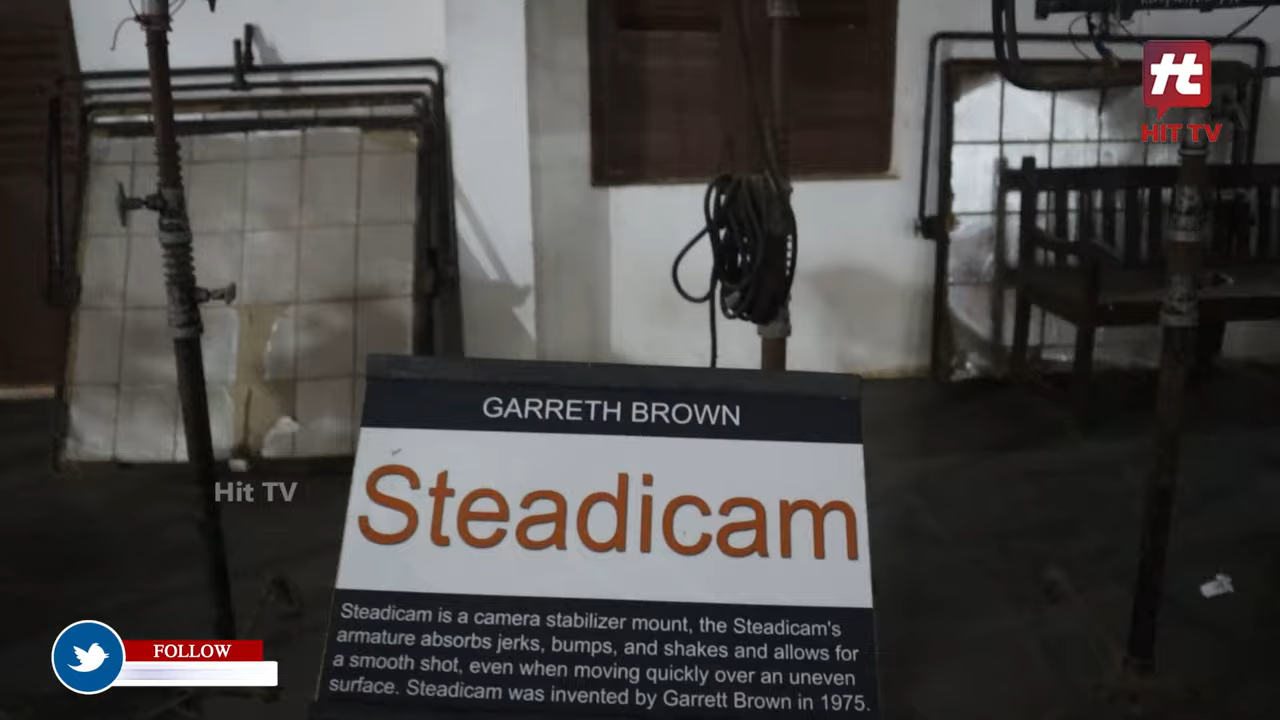 HIT TV
GARRETH BROWN
Steadicam
Hit TV
Steadicam is a camera stabilizer mount, the Steadicam's
armature absorbs jerks, bumps, and shakes and allows for
a smooth shot, even when moving quickly over an uneven
surface. Steadicam was invented by Garrett Brown in 1975.
FOLLOW